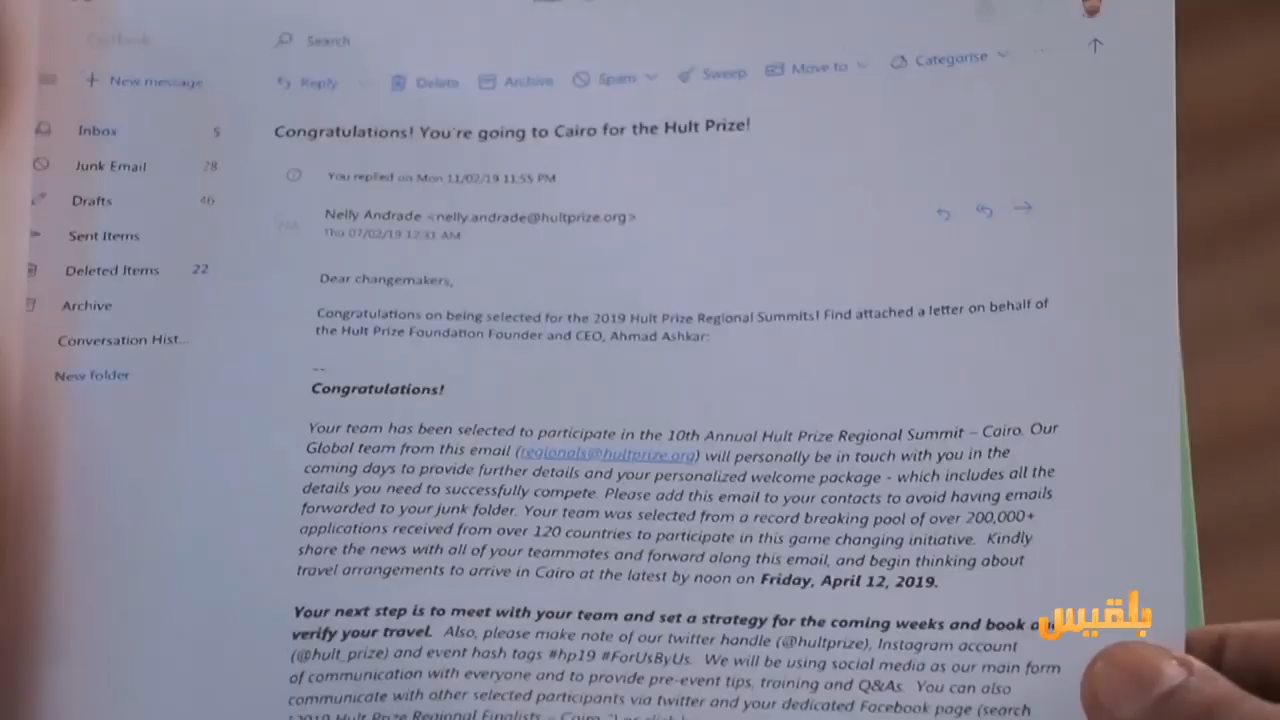 Search
New message
Reply
Delete
Archive
Spam
Sweep
Move to
Categorise
Inbox 5
Junk Email 28
Drafts 46
Sent Items
Deleted Items 22
Archive
Conversation Hist...
New folder
Congratulations! You're going to Cairo for the Hult Prize!
You replied on Mon 11/02/19 11:55 PM
Nelly Andrade <nelly.andrade@hultprize.org>
Thu 07/02/19 12:31 AM
Dear changemakers,
Congratulations on being selected for the 2019 Hult Prize Regional Summits! Find attached a letter on behalf of
the Hult Prize Foundation Founder and CEO, Ahmad Ashkar:
--
Congratulations!
Your team has been selected to participate in the 10th Annual Hult Prize Regional Summit – Cairo. Our
Global team from this email (regionals@hultprize.org) will personally be in touch with you in the
coming days to provide further details and your personalized welcome package - which includes all the
details you need to successfully compete. Please add this email to your contacts to avoid having emails
forwarded to your junk folder. Your team was selected from a record breaking pool of over 200,000+
applications received from over 120 countries to participate in this game changing initiative. Kindly
share the news with all of your teammates and forward along this email, and begin thinking about
travel arrangements to arrive in Cairo at the latest by noon on Friday, April 12, 2019.
Your next step is to meet with your team and set a strategy for the coming weeks and book
verify your travel. Also, please make note of our twitter handle (@hultprize), Instagram account
(@hult_prize) and event hash tags #hp19 #ForUsByUs. We will be using social media as our main form
of communication with everyone and to provide pre-event tips, training and Q&As. You can also
communicate with other selected participants via twitter and your dedicated Facebook page (search
2019 Hult Prize Regional Finalists – Cairo
بلقيس